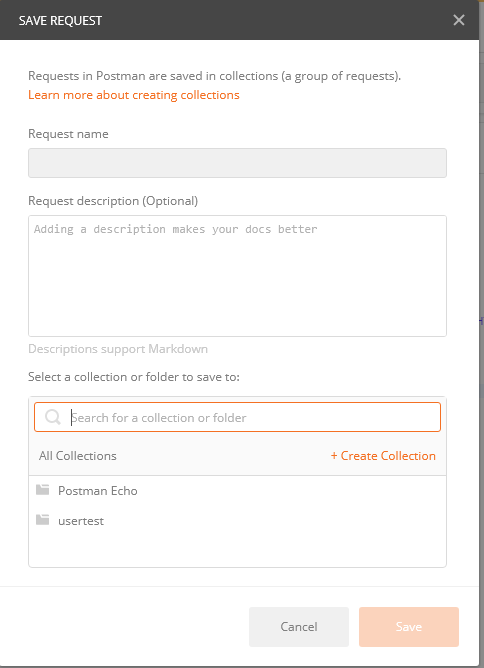 SAVE REQUEST
Requests in Postman are saved in collections (a group of requests).
Learn more about creating collections
Request name
Request description (Optional)
Adding a description makes your docs better
Descriptions support Markdown
Select a collection or folder to save to:
Search for a collection or folder
All Collections + Create Collection
Postman Echo
usertest
Cancel Save